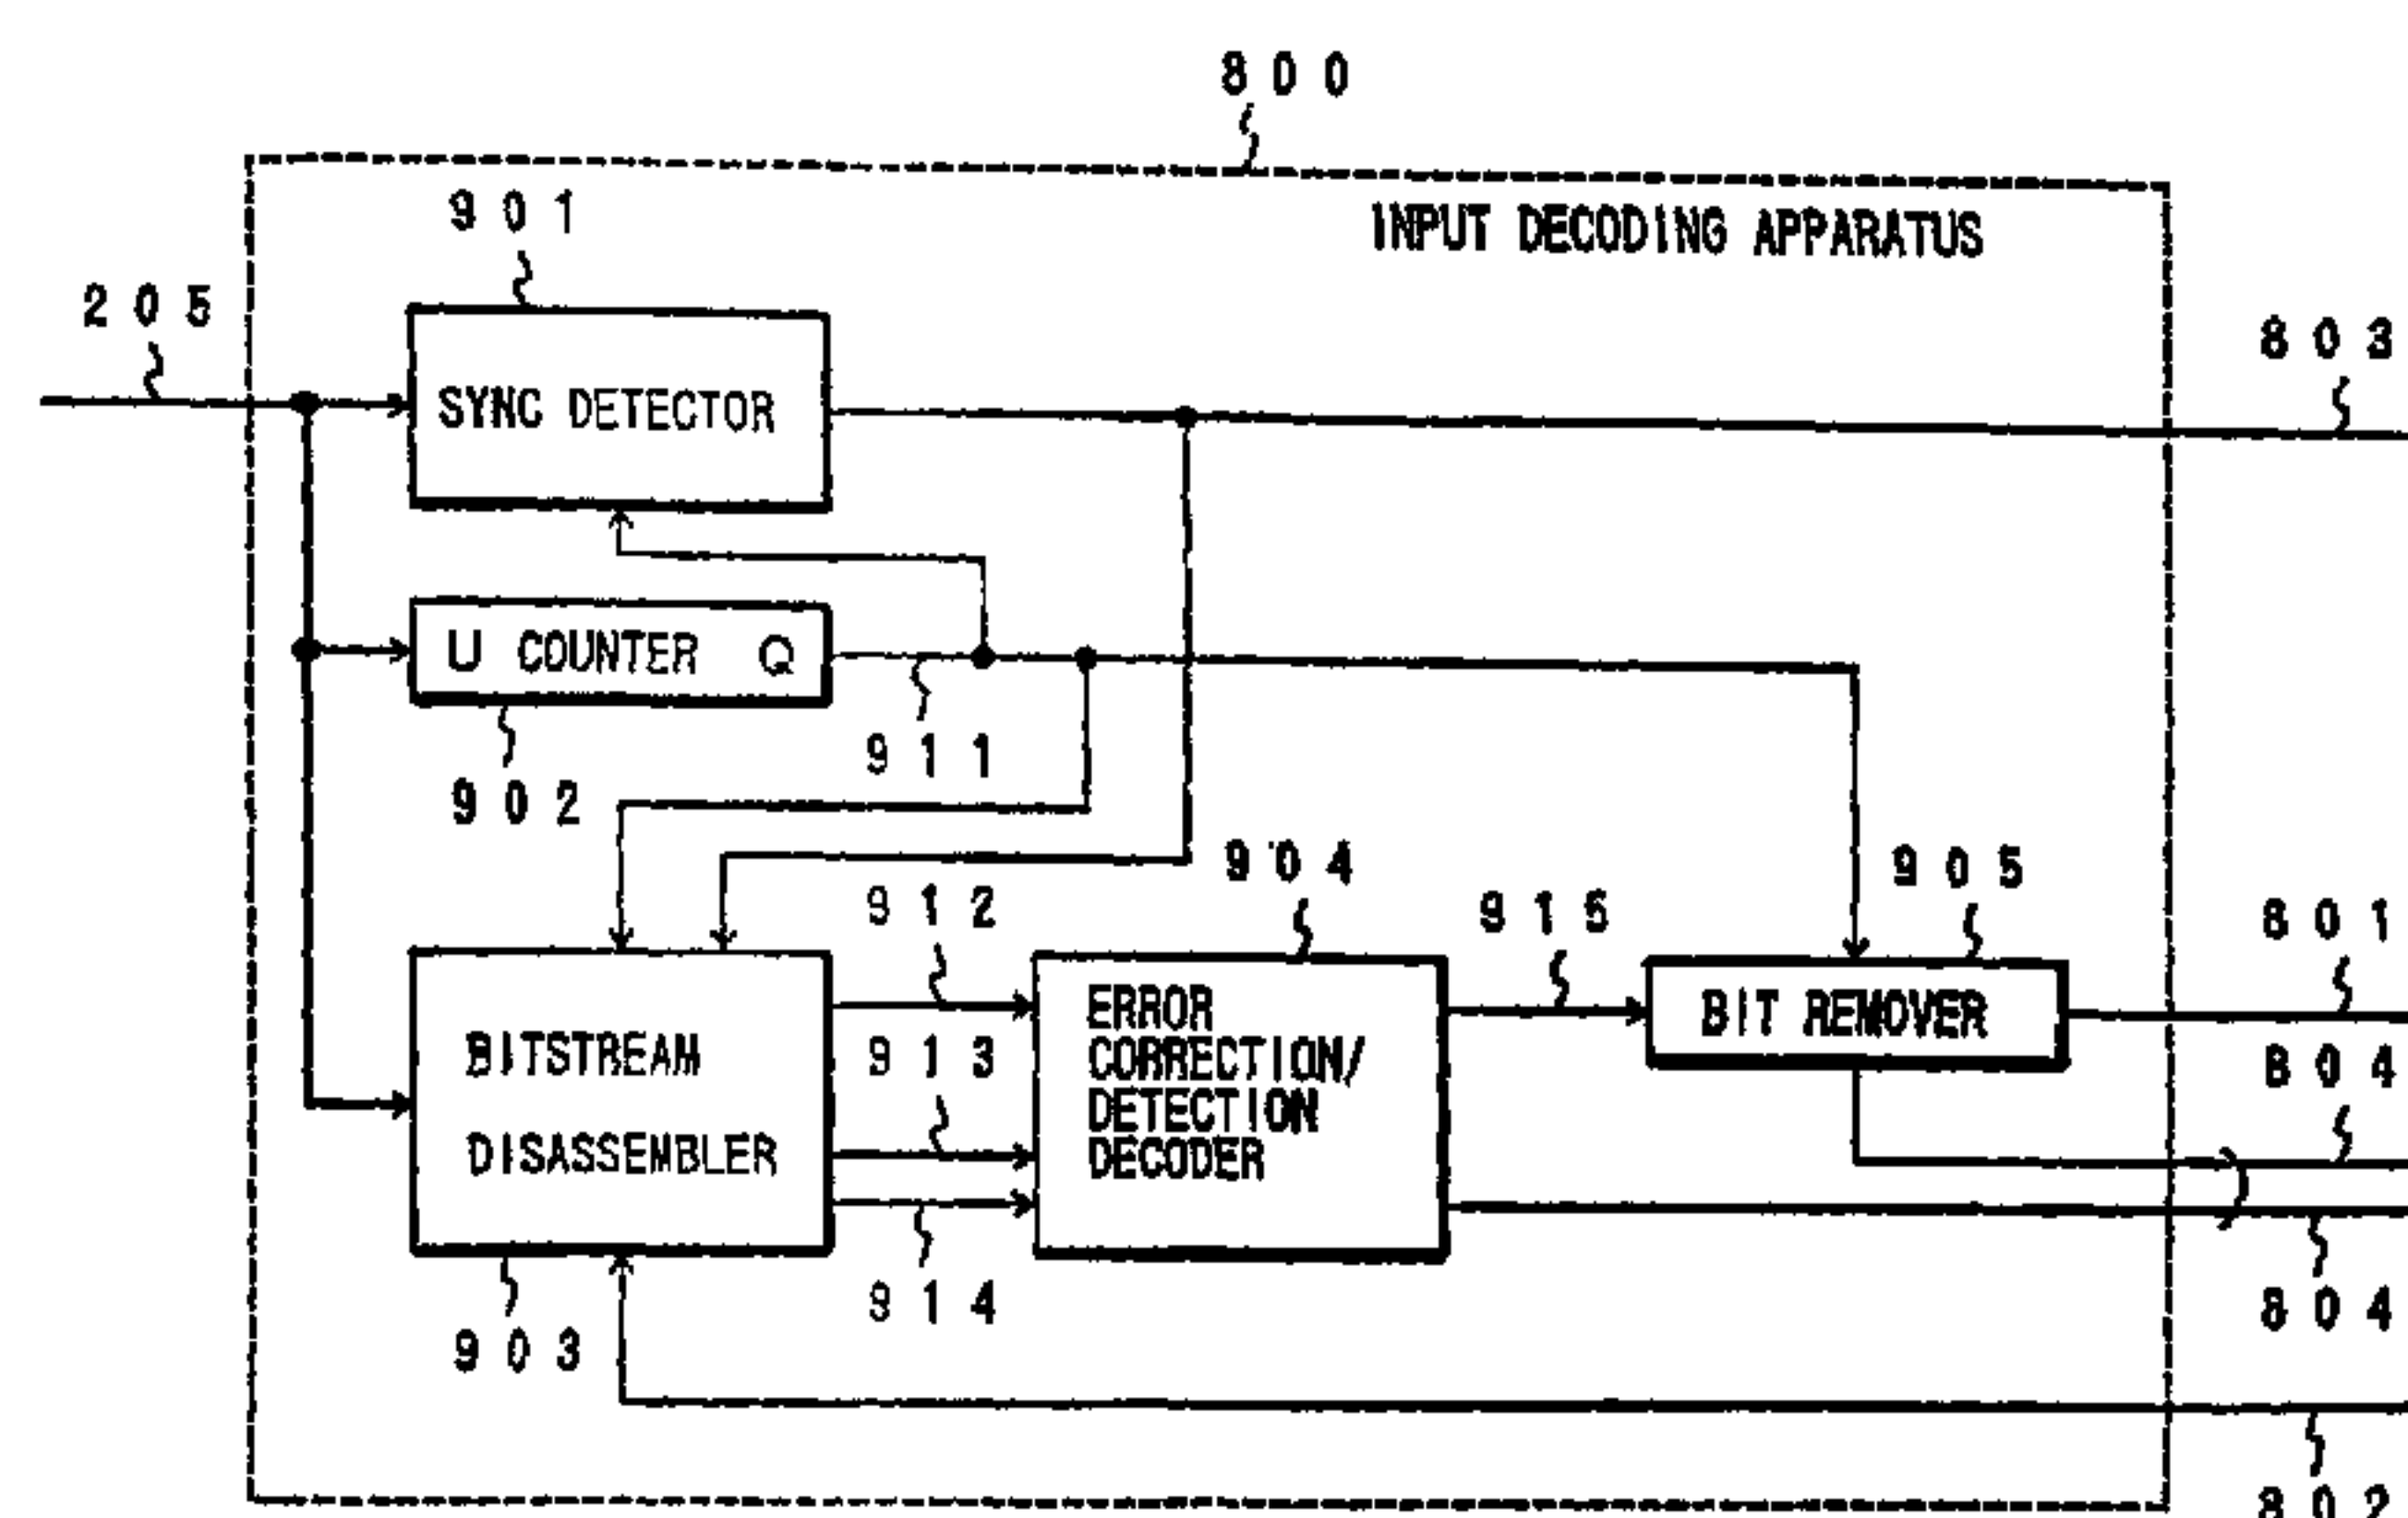 800
901
INPUT DECODING APPARATUS
205
803
SYNC DETECTOR
U COUNTER Q
911
902
904
905
912
915
801
ERROR
BIT REMOVER
BITSTREAM
913
CORRECTION/
804
DETECTION
DISASSEMBLER
DECODER
914
804
903
802